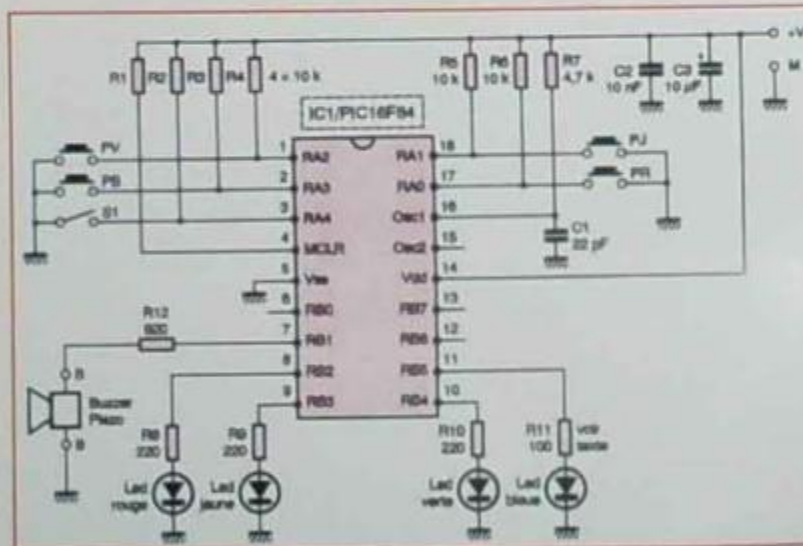 +V
M
R1 R2 R3 R4 4 × 10 k
R5 10 k
R6 10 k
R7 4,7 k
C2 10 nF
C3 10 µF
+
IC1/PIC16F84
PV
PB
S1
1 RA2
2 RA3
3 RA4
4 MCLR
5 Vss
6 RB0
7 RB1
8 RB2
9 RB3
RA1 18
RA0 17
Osc1 16
Osc2 15
Vdd 14
RB7 13
RB6 12
RB5 11
RB4 10
PJ
PR
C1
22 pF
R12
820
B
Buzzer
Piezo
B
R8
220
R9
220
R10
220
R11
100
voir
texte
Led
rouge
Led
jaune
Led
verte
Led
bleue